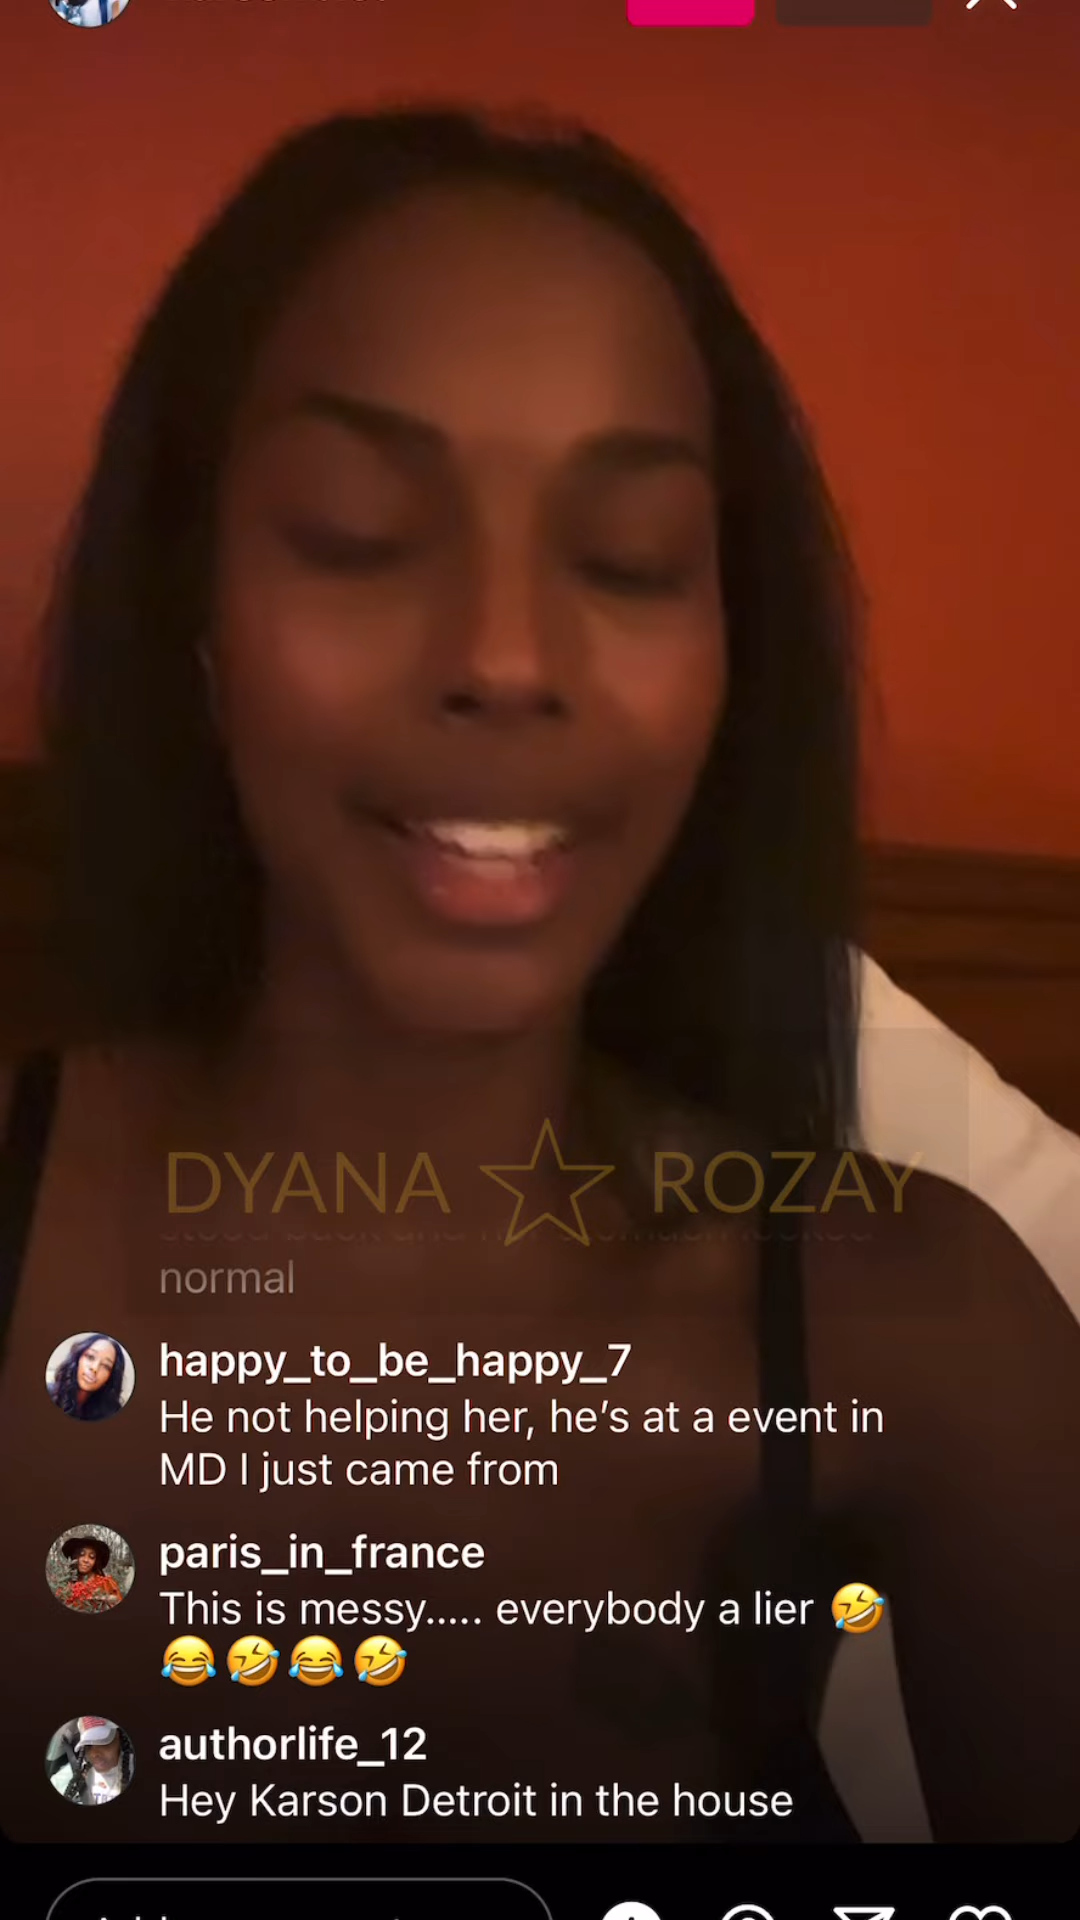 DYANA ROZAY
normal
happy_to_be_happy_7
He not helping her, he’s at a event in
MD I just came from
paris_in_france
This is messy..... everybody a lier 🤣
😂🤣😂🤣
authorlife_12
Hey Karson Detroit in the house